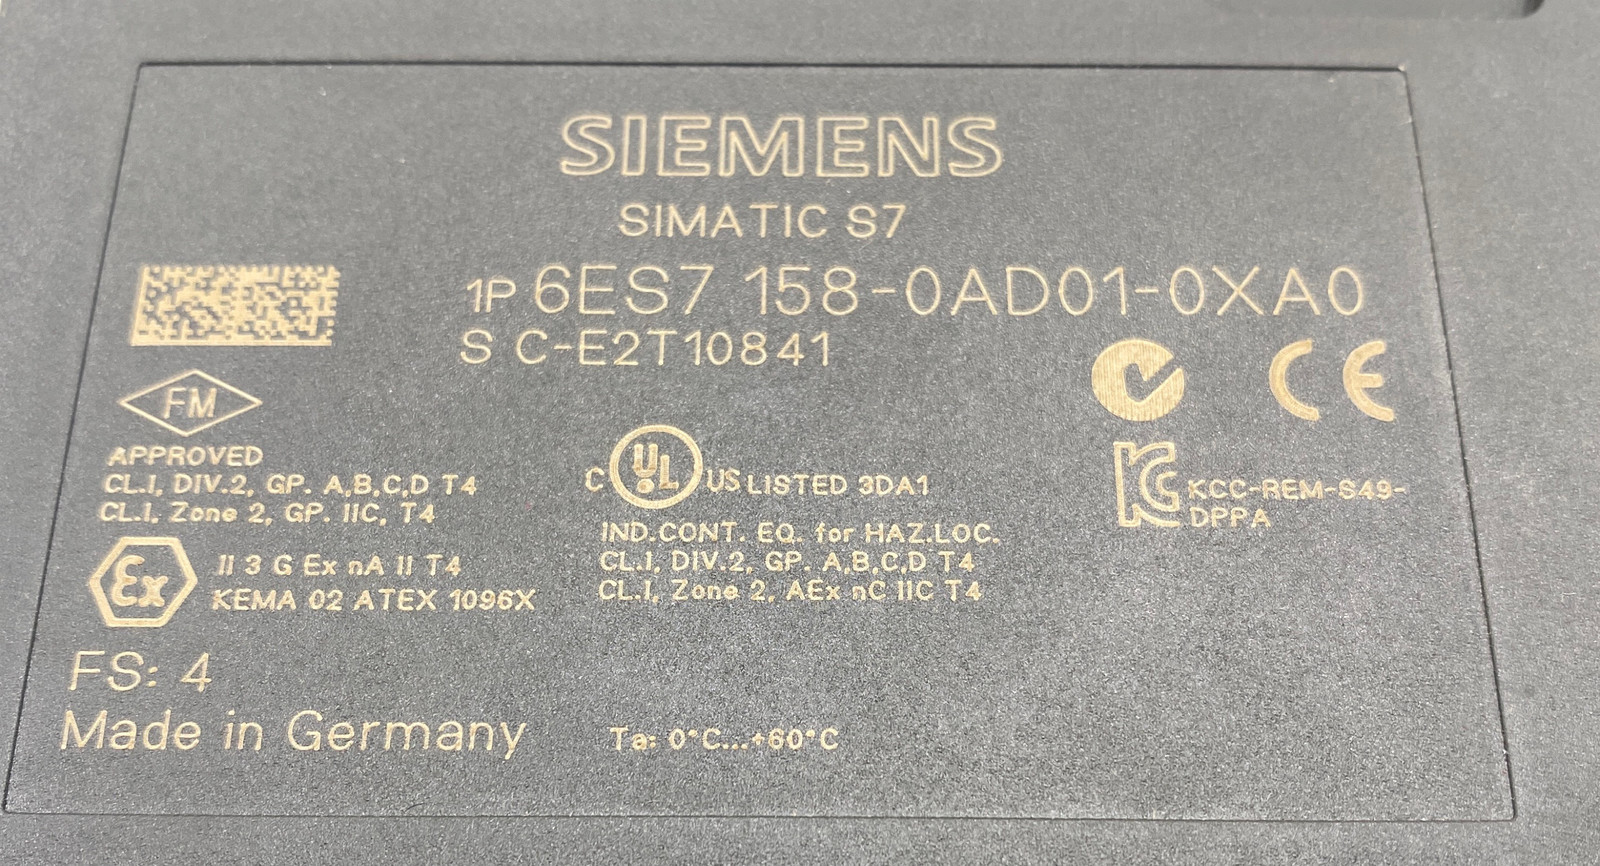 SIEMENS
SIMATIC S7
1P 6ES7 158-0AD01-0XA0
S C-E2T10841
FM
APPROVED
CL.I, DIV.2, GP. A,B,C,D T4
CL.I, Zone 2, GP. IIC, T4
Ex
II 3 G Ex nA II T4
KEMA 02 ATEX 1096X
C UL US LISTED 3DA1
IND.CONT. EQ. for HAZ.LOC.
CL.I, DIV.2, GP. A,B,C,D T4
CL.I, Zone 2, AEx nC IIC T4
CE
KCC-REM-S49-
DPPA
FS: 4
Made in Germany
Ta: 0°C...+60°C